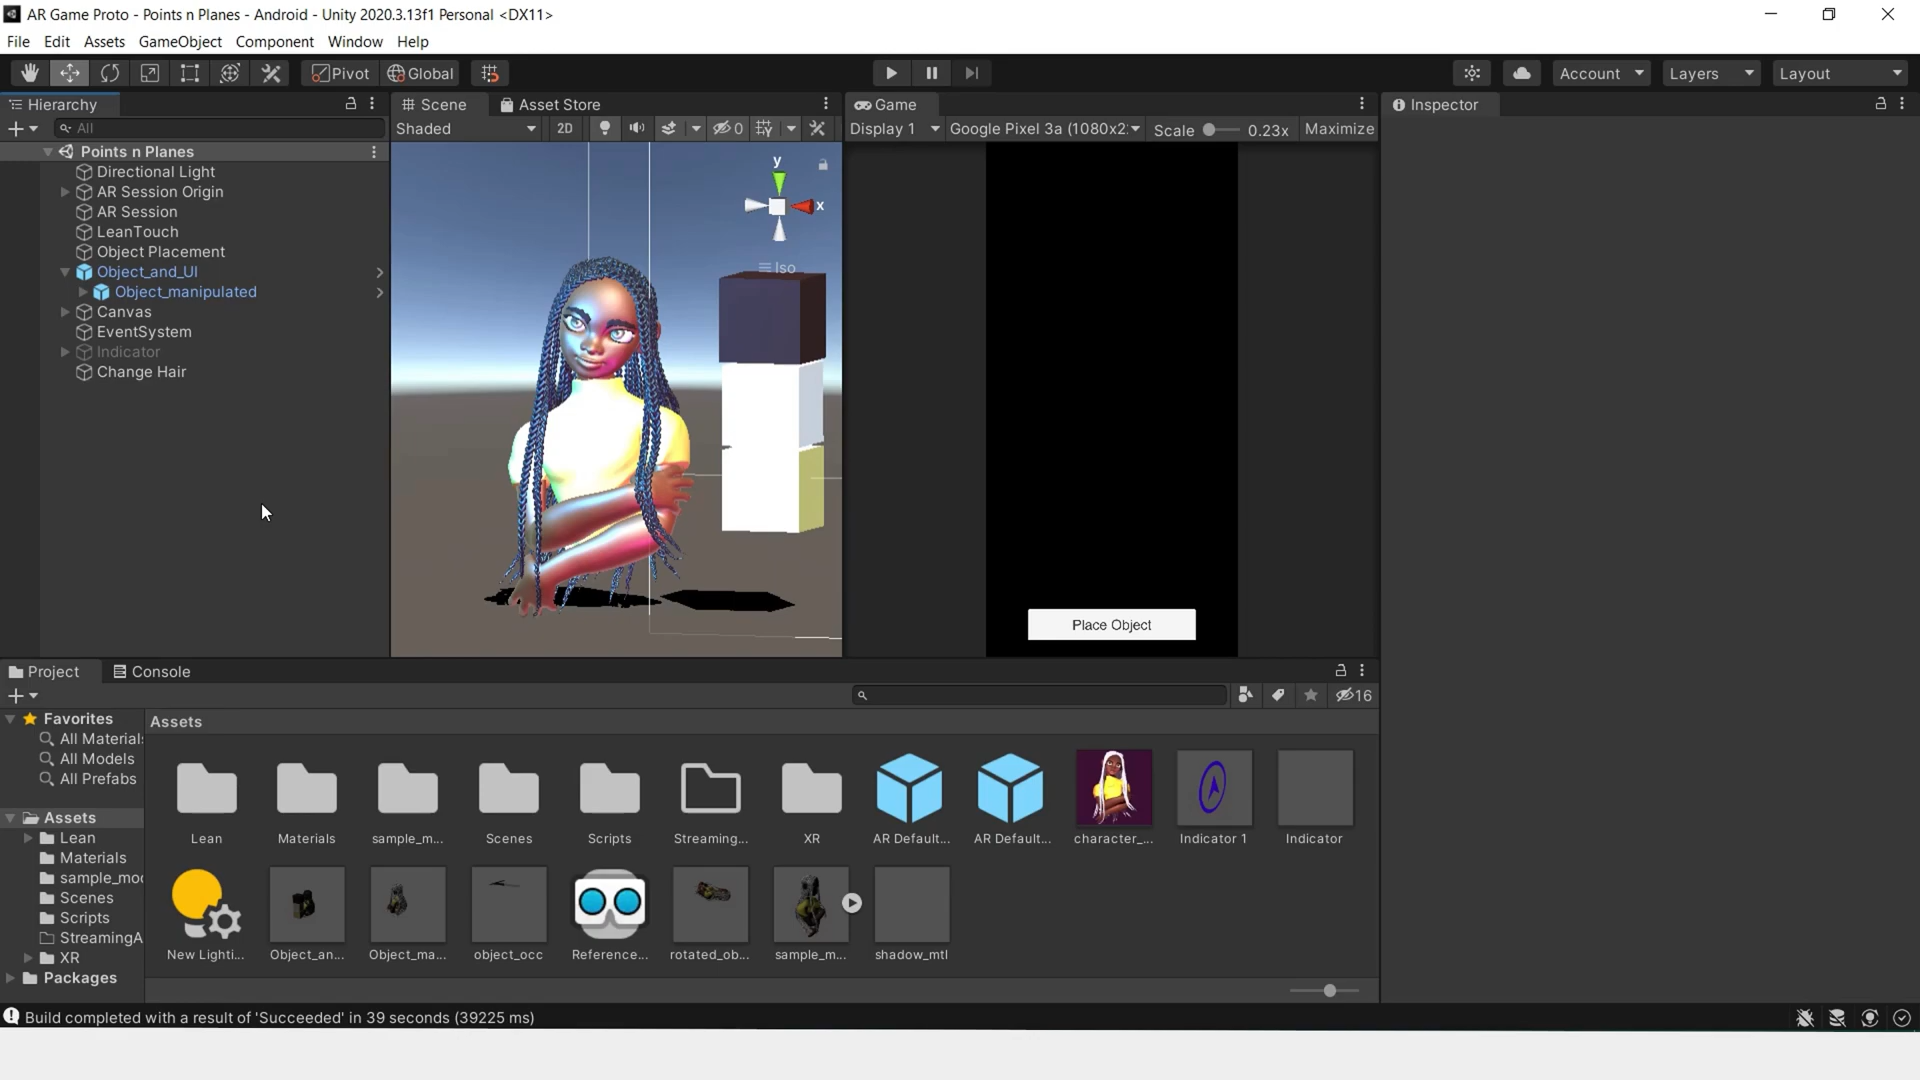 AR Game Proto - Points n Planes - Android - Unity 2020.3.13f1 Personal <DX11>
File Edit Assets GameObject Component Window Help
Pivot Global Account Layers Layout
Hierarchy Scene Asset Store Game Inspector
All Shaded 2D 0 Display 1 Google Pixel 3a (1080x2 Scale 0.23x Maximize
Points n Planes
Directional Light
AR Session Origin
AR Session
LeanTouch
Object Placement
Object_and_UI
Object_manipulated
Canvas
EventSystem
Indicator
Change Hair
y
x
Iso
Place Object
Project Console
16
Favorites
All Material
All Models
All Prefabs
Assets
Lean
Materials
sample_mo
Scenes
Scripts
StreamingA
XR
Packages
Assets
Lean Materials sample_m... Scenes Scripts Streaming... XR AR Default... AR Default... character_... Indicator 1 Indicator
New Lighti... Object_an... Object_ma... object_occ Reference... rotated_ob... sample_m... shadow_mtl
Build completed with a result of 'Succeeded' in 39 seconds (39225 ms)